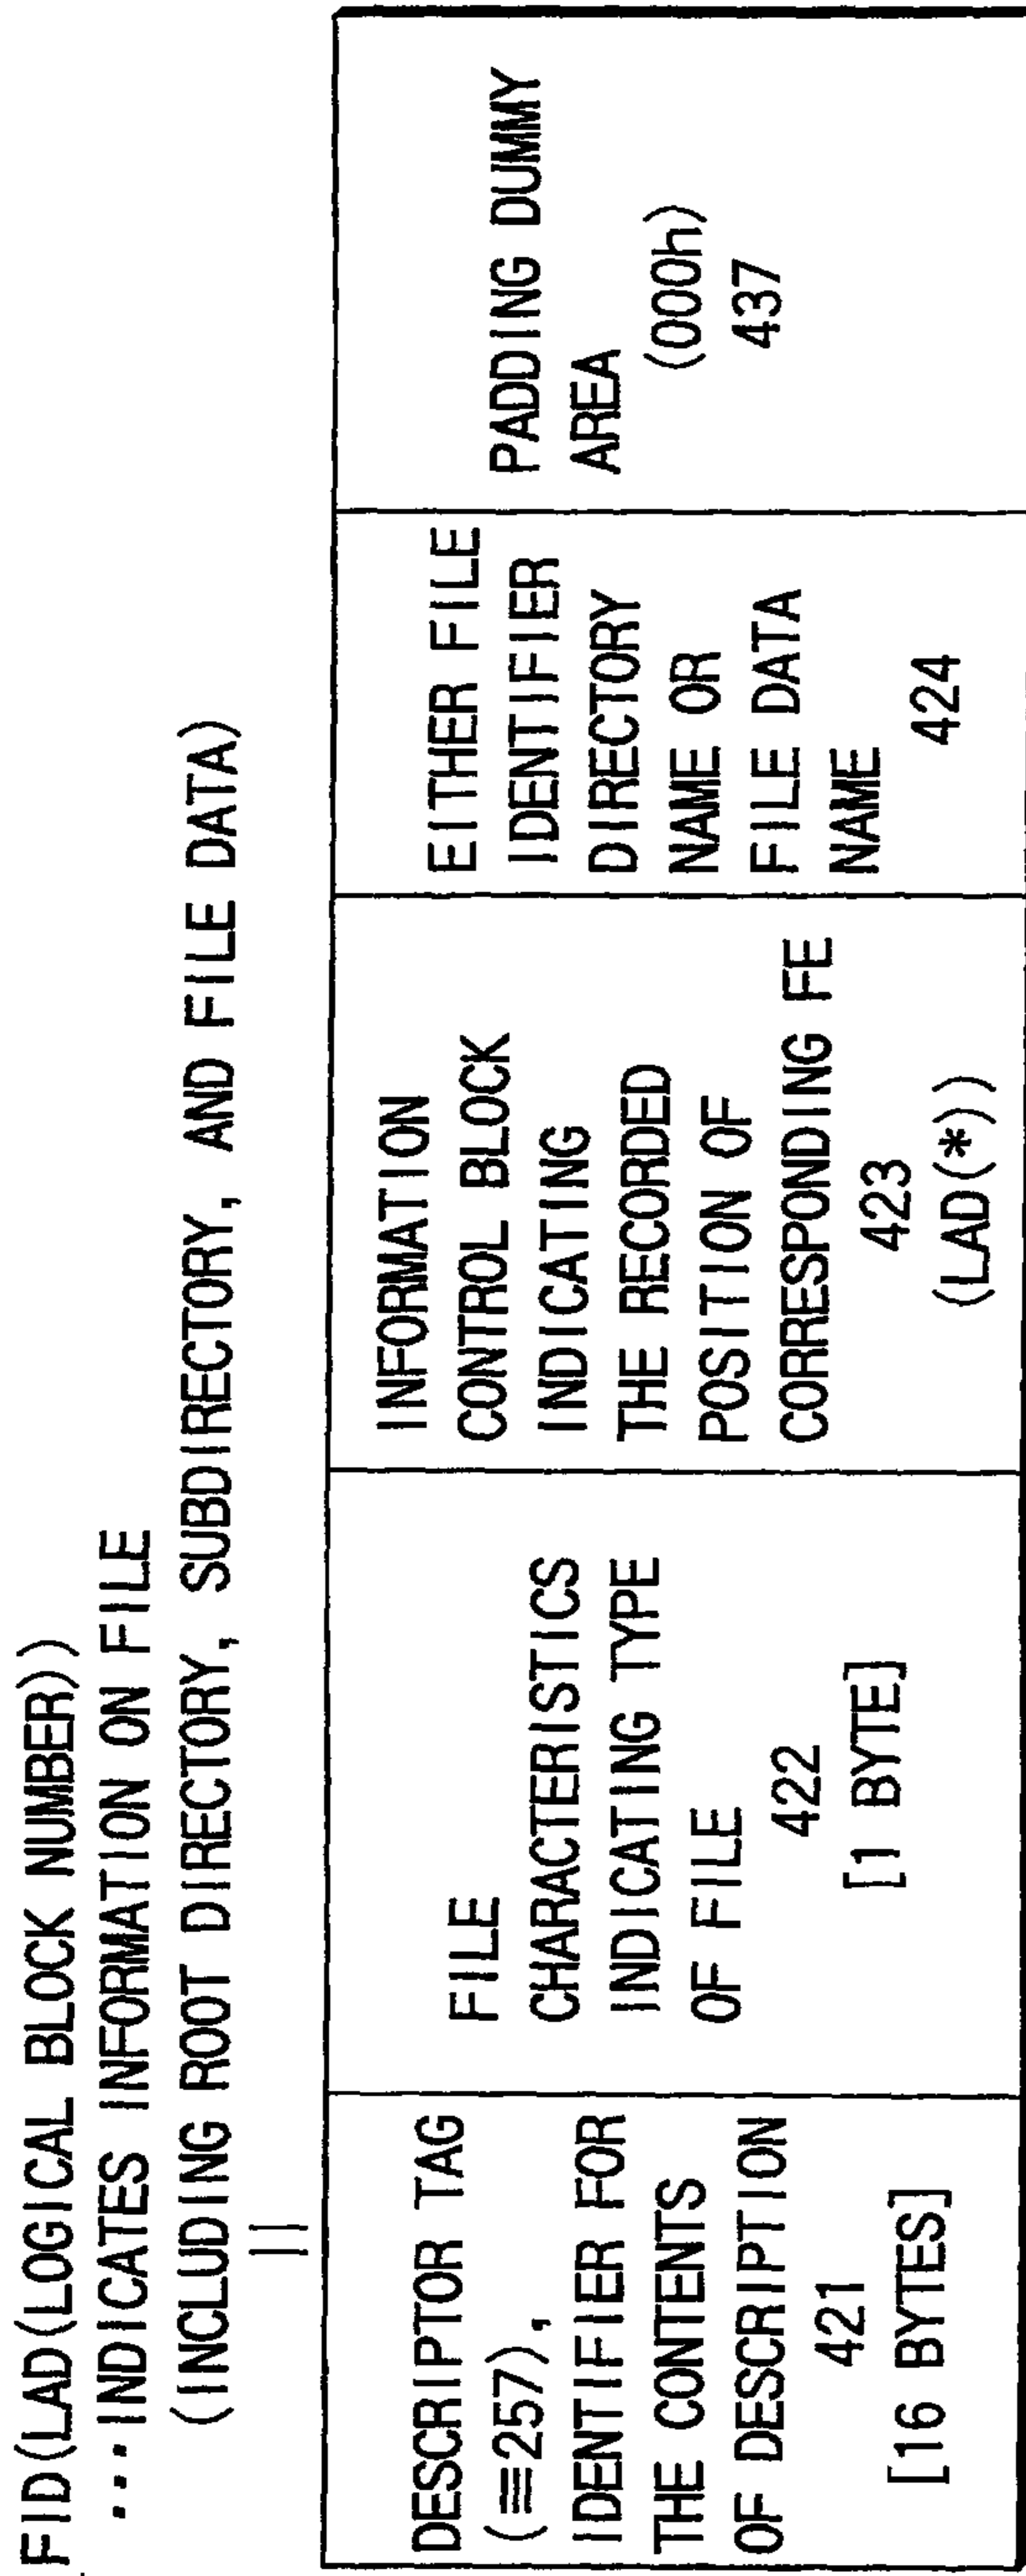 FID(LAD(LOGICAL BLOCK NUMBER))
···INDICATES INFORMATION ON FILE
(INCLUDING ROOT DIRECTORY, SUBDIRECTORY, AND FILE DATA)
||
DESCRIPTOR TAG
(≡257),
IDENTIFIER FOR
THE CONTENTS
OF DESCRIPTION
421
[16 BYTES]
FILE
CHARACTERISTICS
INDICATING TYPE
OF FILE
422
[1 BYTE]
INFORMATION
CONTROL BLOCK
INDICATING
THE RECORDED
POSITION OF
CORRESPONDING FE
423
(LAD(*))
EITHER FILE
IDENTIFIER
DIRECTORY
NAME OR
FILE DATA
NAME
424
PADDING DUMMY
AREA
(000h)
437